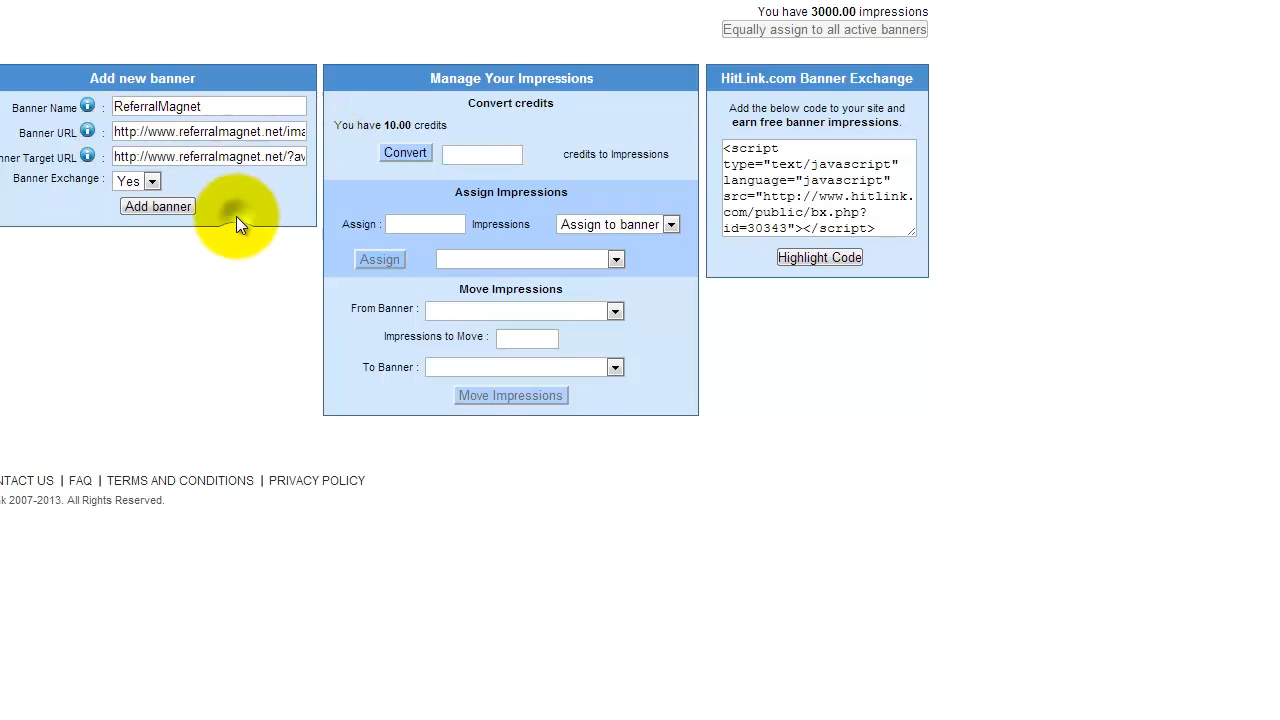 You have 3000.00 impressions
Equally assign to all active banners
Add new banner
Banner Name :
ReferralMagnet
Banner URL :
http://www.referralmagnet.net/ima
nner Target URL :
http://www.referralmagnet.net/?av
Banner Exchange :
Yes
Add banner
Manage Your Impressions
Convert credits
You have 10.00 credits
Convert
credits to Impressions
Assign Impressions
Assign :
Impressions
Assign to banner
Assign
Move Impressions
From Banner :
Impressions to Move :
To Banner :
Move Impressions
HitLink.com Banner Exchange
Add the below code to your site and
earn free banner impressions.
<script
type="text/javascript"
language="javascript"
src="http://www.hitlink.
com/public/bx.php?
id=30343"></script>
Highlight Code
NTACT US | FAQ | TERMS AND CONDITIONS | PRIVACY POLICY
k 2007-2013. All Rights Reserved.